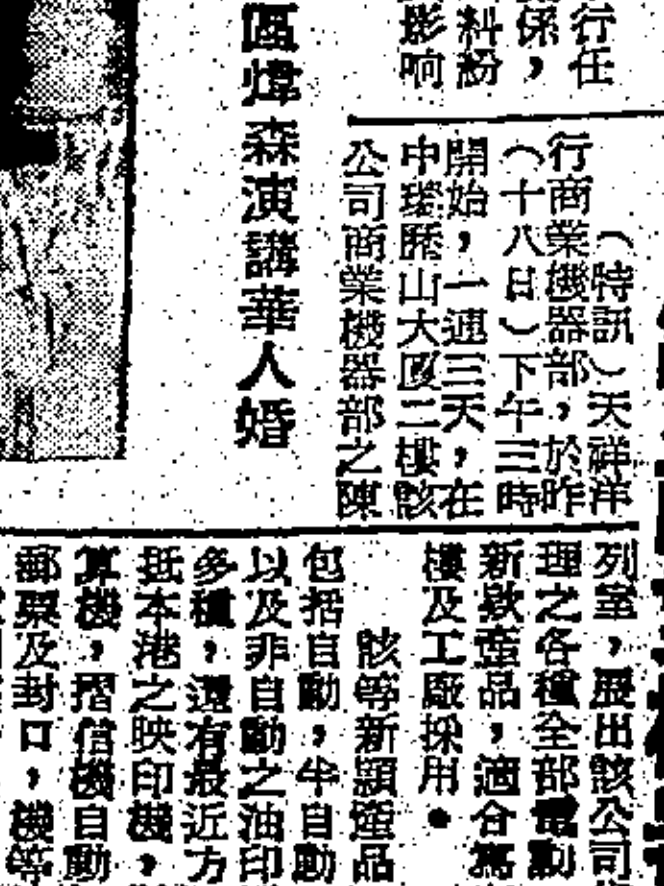 行任
係，
料紛
影响
（特訊）天祥洋
行商業機器部，於昨
（十八日）下午三時
開始，一連三天，在
中環歷山大厦二樓該
公司商業機器部之陳
列室，展出該公司
理之各種全部電動
新欵產品，適合寫
樓及工廠採用●
該等新穎產品
包括自動，半自動
以及非自動之油印
多種，還有最近方
抵本港之映印機，
算機，摺信機自動
郵票及封口，機等
區煒森演講華人婚